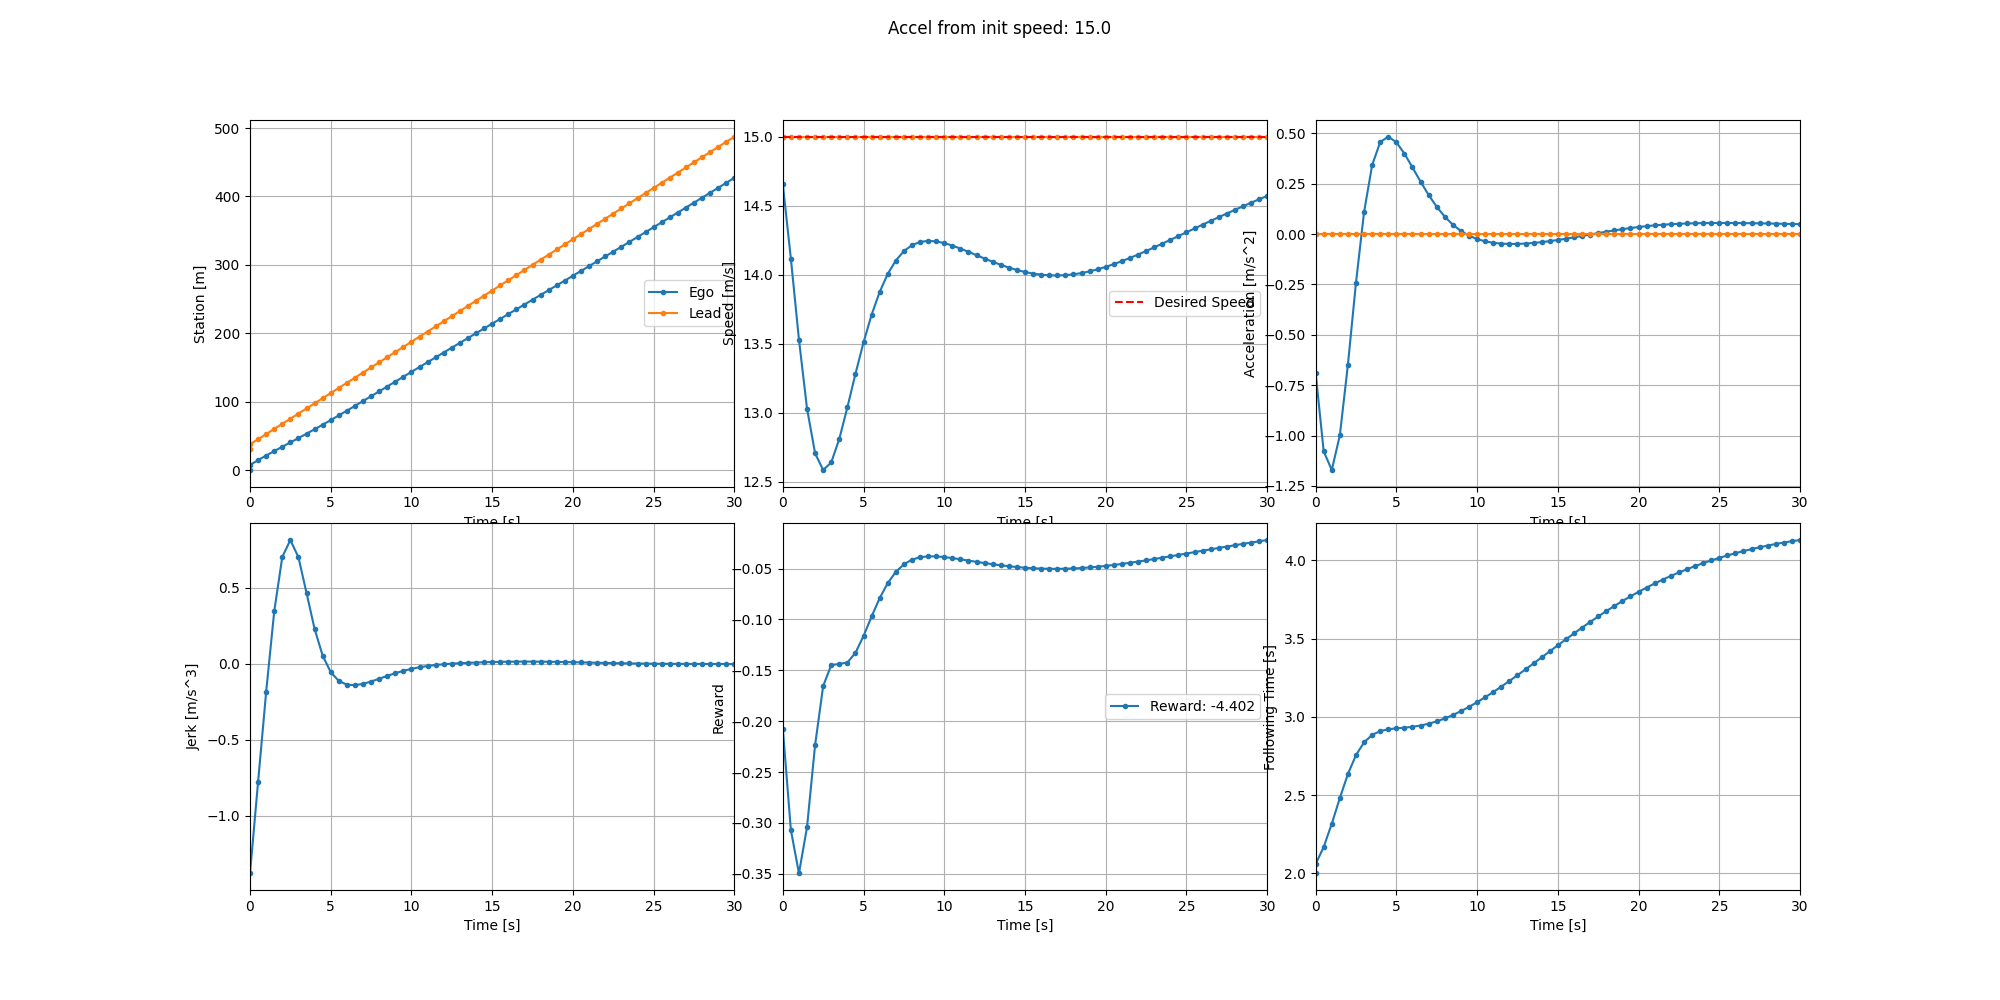 Accel from init speed: 15.0
500
400
300
200
100
0
Station [m]
Ego
Lead
0 5 10 15 20 25 30
Time [s]
15.0
14.5
14.0
13.5
13.0
12.5
Speed [m/s]
Desired Speed
0 5 10 15 20 25 30
Time [s]
0.50
0.25
0.00
−0.25
−0.50
−0.75
−1.00
−1.25
Acceleration [m/s^2]
0 5 10 15 20 25 30
Time [s]
0.5
0.0
−0.5
−1.0
Jerk [m/s^3]
0 5 10 15 20 25 30
Time [s]
−0.05
−0.10
−0.15
−0.20
−0.25
−0.30
−0.35
Reward
Reward: -4.402
0 5 10 15 20 25 30
Time [s]
4.0
3.5
3.0
2.5
2.0
Following Time [s]
0 5 10 15 20 25 30
Time [s]